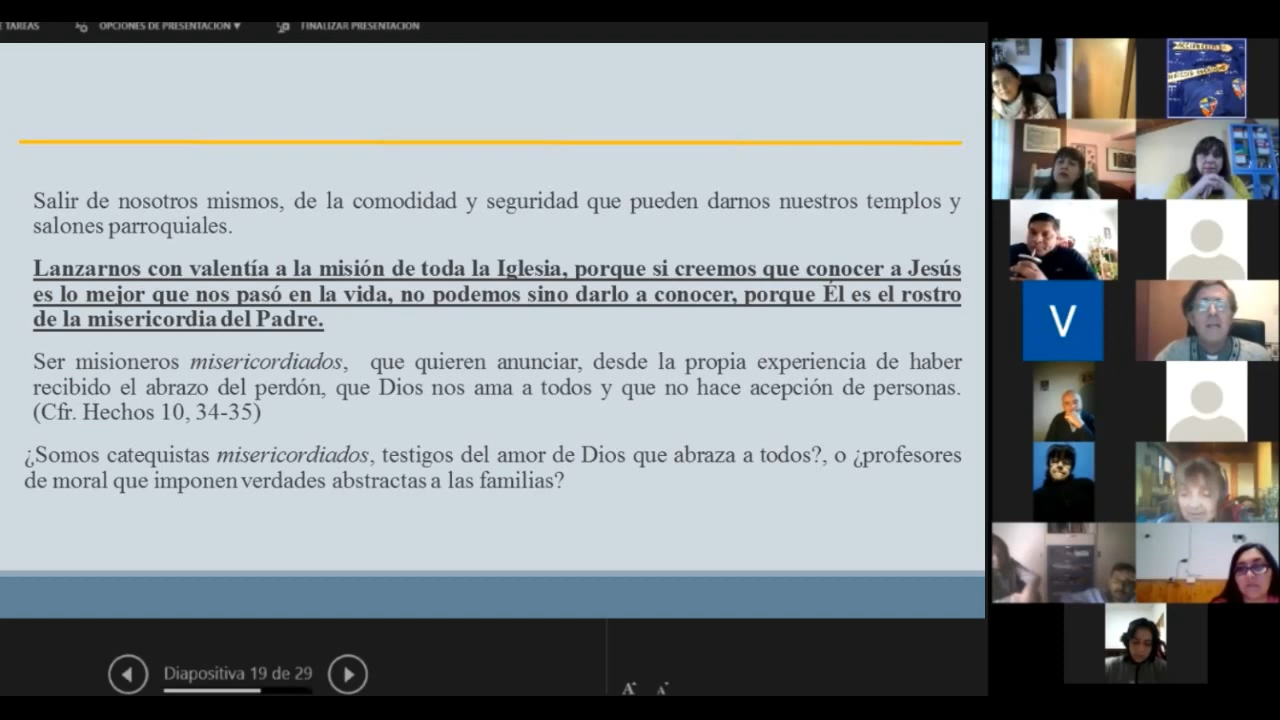 E TAREAS OPCIONES DE PRESENTACIÓN ▼ FINALIZAR PRESENTACIÓN
Salir de nosotros mismos, de la comodidad y seguridad que pueden darnos nuestros templos y
salones parroquiales.
Lanzarnos con valentía a la misión de toda la Iglesia, porque si creemos que conocer a Jesús
es lo mejor que nos pasó en la vida, no podemos sino darlo a conocer, porque Él es el rostro
de la misericordia del Padre.
Ser misioneros misericordiados, que quieren anunciar, desde la propia experiencia de haber
recibido el abrazo del perdón, que Dios nos ama a todos y que no hace acepción de personas.
(Cfr. Hechos 10, 34-35)
¿Somos catequistas misericordiados, testigos del amor de Dios que abraza a todos?, o ¿profesores
de moral que imponen verdades abstractas a las familias?
V
Diapositiva 19 de 29
A A